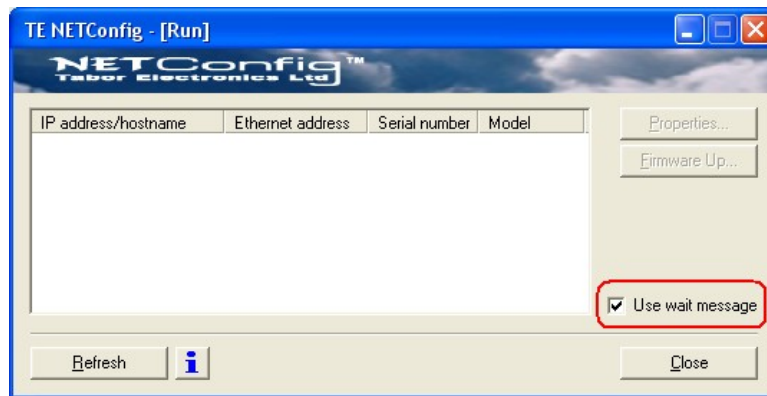 TE NETConfig - [Run]
NETConfig™
Tabor Electronics Ltd
IP address/hostname Ethernet address Serial number Model
Properties...
Firmware Up...
Use wait message
Refresh i Close